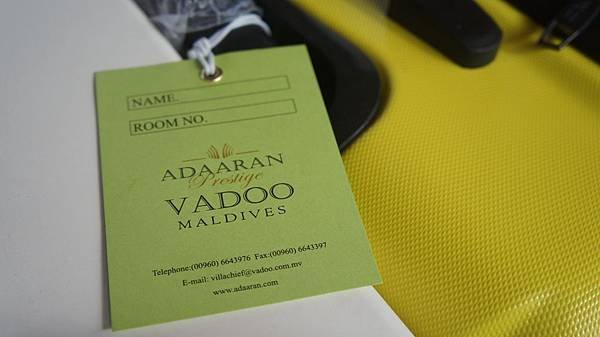 NAME.
ROOM NO.
ADAARAN
Prestige
VADOO
MALDIVES
Telephone:(00960) 6643976 Fax:(00960) 6643397
E-mail: villachief@vadoo.com.mv
www.adaaran.com